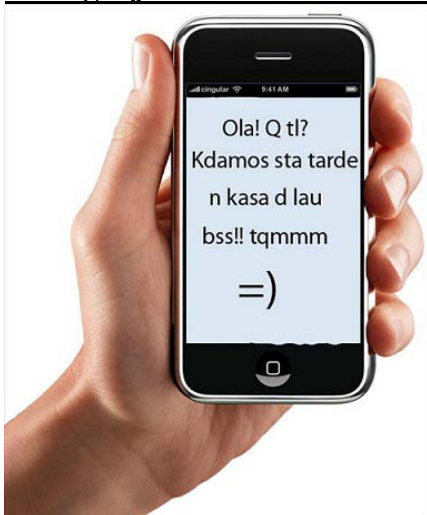 cingular 9:41 AM
Ola! Q tl?
Kdamos sta tarde
n kasa d lau
bss!! tqmmm
=)